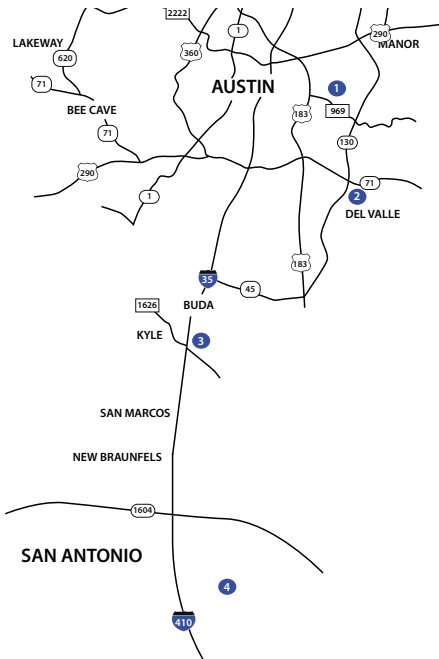 2222
LAKEWAY
1
290
MANOR
360
620
AUSTIN
71
1
BEE CAVE
183
969
71
130
290
71
1
2
DEL VALLE
183
35
45
1626
BUDA
KYLE
3
SAN MARCOS
NEW BRAUNFELS
1604
SAN ANTONIO
4
410